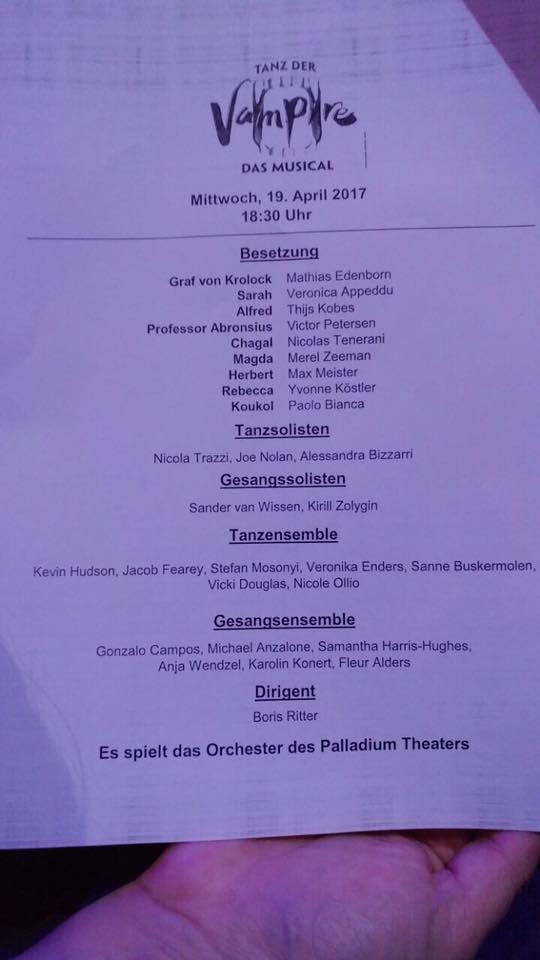 TANZ DER
Vampire
DAS MUSICAL
Mittwoch, 19. April 2017
18:30 Uhr
Besetzung
Graf von Krolock Mathias Edenborn
Sarah Veronica Appeddu
Alfred Thijs Kobes
Professor Abronsius Victor Petersen
Chagal Nicolas Tenerani
Magda Merel Zeeman
Herbert Max Meister
Rebecca Yvonne Köstler
Koukol Paolo Bianca
Tanzsolisten
Nicola Trazzi, Joe Nolan, Alessandra Bizzarri
Gesangssolisten
Sander van Wissen, Kirill Zolygin
Tanzensemble
Kevin Hudson, Jacob Fearey, Stefan Mosonyi, Veronika Enders, Sanne Buskermolen,
Vicki Douglas, Nicole Ollio
Gesangsensemble
Gonzalo Campos, Michael Anzalone, Samantha Harris-Hughes,
Anja Wendzel, Karolin Konert, Fleur Alders
Dirigent
Boris Ritter
Es spielt das Orchester des Palladium Theaters